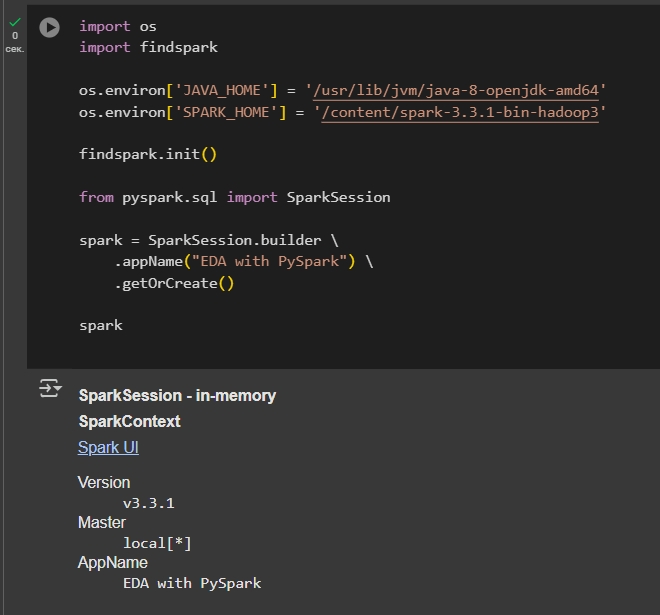 0
сек.
import os
import findspark
os.environ['JAVA_HOME'] = '/usr/lib/jvm/java-8-openjdk-amd64'
os.environ['SPARK_HOME'] = '/content/spark-3.3.1-bin-hadoop3'
findspark.init()
from pyspark.sql import SparkSession
spark = SparkSession.builder \
    .appName("EDA with PySpark") \
    .getOrCreate()
spark
SparkSession - in-memory
SparkContext
Spark UI
Version
v3.3.1
Master
local[*]
AppName
EDA with PySpark